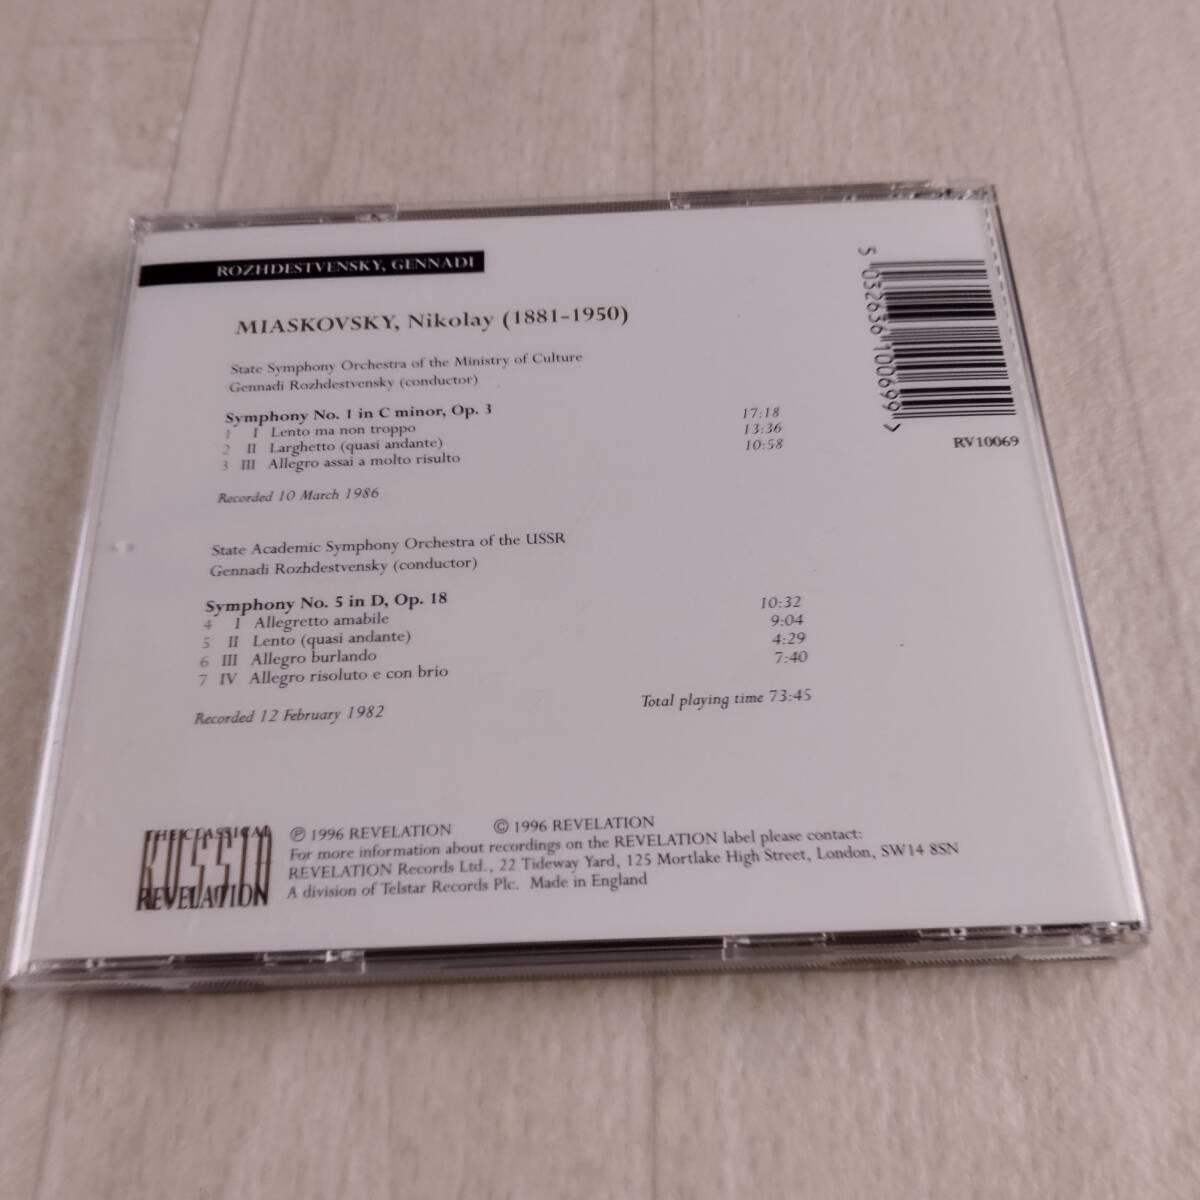 ROZHDESTVENSKY, GENNADI
MIASKOVSKY, Nikolay (1881-1950)
State Symphony Orchestra of the Ministry of Culture
Gennadi Rozhdestvensky (conductor)
Symphony No. 1 in C minor, Op. 3
1 I Lento ma non troppo 17:18
2 II Larghetto (quasi andante) 13:36
3 III Allegro assai a molto risulto 10:58
Recorded 10 March 1986
State Academic Symphony Orchestra of the USSR
Gennadi Rozhdestvensky (conductor)
Symphony No. 5 in D, Op. 18
4 I Allegretto amabile 10:32
5 II Lento (quasi andante) 9:04
6 III Allegro burlando 4:29
7 IV Allegro risoluto e con brio 7:40
Recorded 12 February 1982
Total playing time 73:45
5 032636 100699 >
RV10069
THE CLASSICAL
RUSSIA
REVELATION
℗ 1996 REVELATION © 1996 REVELATION
For more information about recordings on the REVELATION label please contact:
REVELATION Records Ltd., 22 Tideway Yard, 125 Mortlake High Street, London, SW14 8SN
A division of Telstar Records Plc. Made in England